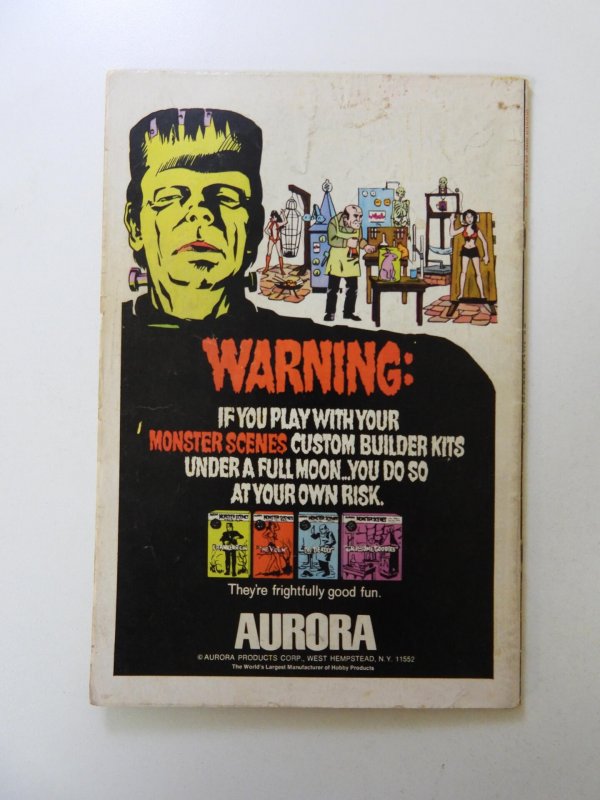 WARNING:
IF YOU PLAY WITH YOUR
MONSTER SCENES CUSTOM BUILDER KITS
UNDER A FULL MOON...YOU DO SO
AT YOUR OWN RISK.
They're frightfully good fun.
AURORA
© AURORA PRODUCTS CORP., WEST HEMPSTEAD, N.Y. 11552
The World's Largest Manufacturer of Hobby Products